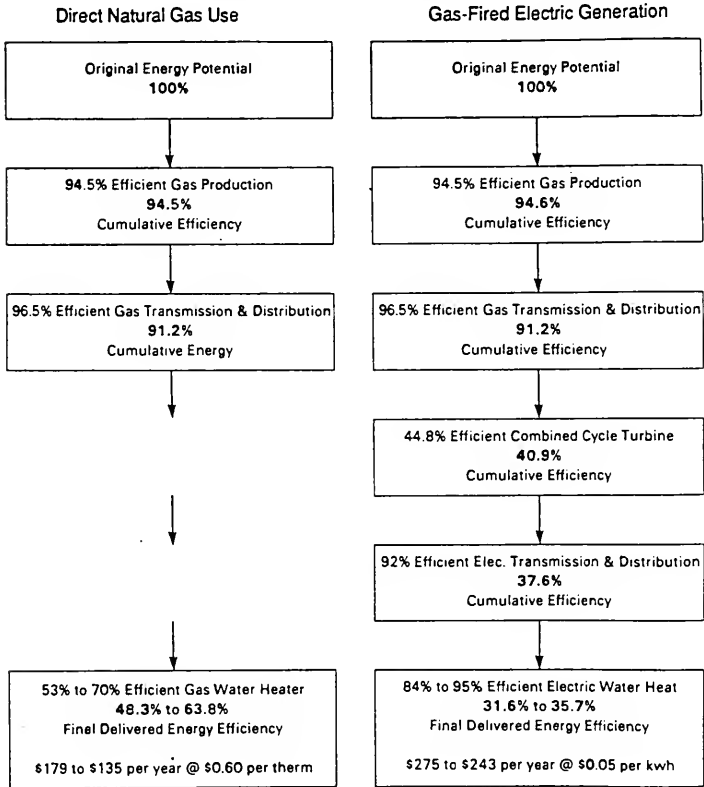 Direct Natural Gas Use
Original Energy Potential
100%
94.5% Efficient Gas Production
94.5%
Cumulative Efficiency
96.5% Efficient Gas Transmission & Distribution
91.2%
Cumulative Energy
53% to 70% Efficient Gas Water Heater
48.3% to 63.8%
Final Delivered Energy Efficiency
$179 to $135 per year @ $0.60 per therm
Gas-Fired Electric Generation
Original Energy Potential
100%
94.5% Efficient Gas Production
94.6%
Cumulative Efficiency
96.5% Efficient Gas Transmission & Distribution
91.2%
Cumulative Efficiency
44.8% Efficient Combined Cycle Turbine
40.9%
Cumulative Efficiency
92% Efficient Elec. Transmission & Distribution
37.6%
Cumulative Efficiency
84% to 95% Efficient Electric Water Heat
31.6% to 35.7%
Final Delivered Energy Efficiency
$275 to $243 per year @ $0.05 per kwh